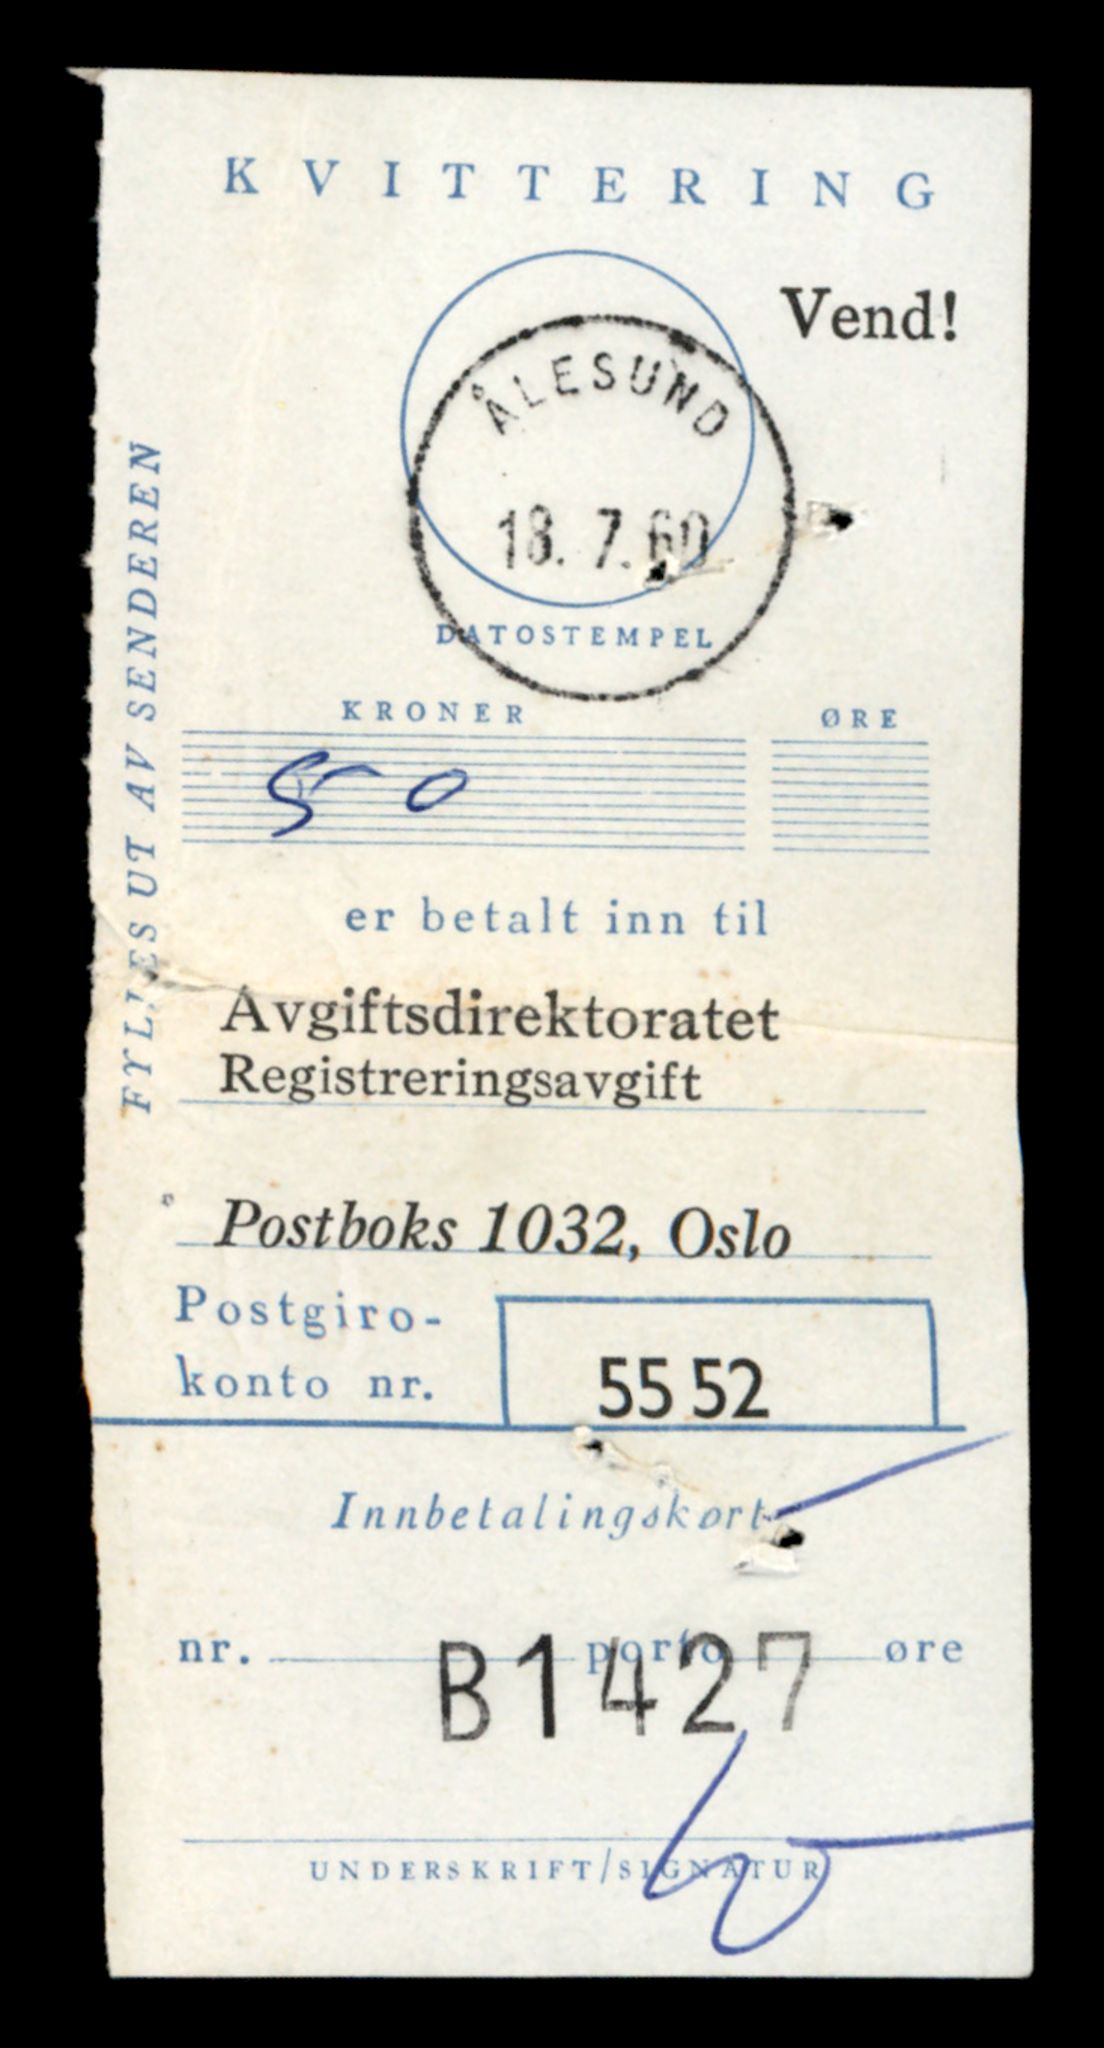 KVITTERING
Vend!
ÅLESUND
18. 7. 60
DATOSTEMPEL
FYLLES UT AV SENDEREN
KRONER ØRE
50
er betalt inn til
Avgiftsdirektoratet
Registreringsavgift
Postboks 1032, Oslo
Postgiro-
konto nr. 55 52
Innbetalingskort
nr. porto øre
B1427
UNDERSKRIFT/SIGNATUR